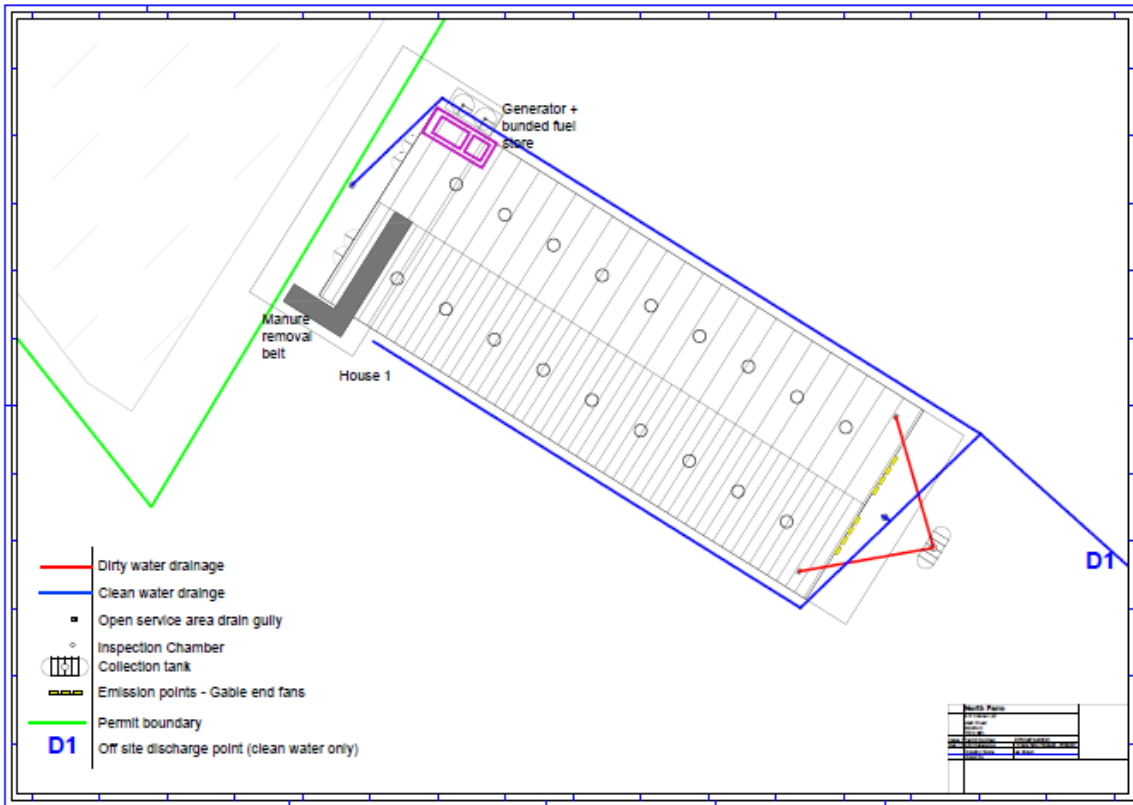 Generator +
bunded fuel
store
Manure
removal
belt
House 1
D1
Dirty water drainage
Clean water drainge
Open service area drain gully
Inspection Chamber
Collection tank
Emission points - Gable end fans
Permit boundary
D1 Off site discharge point (clean water only)
North Farm